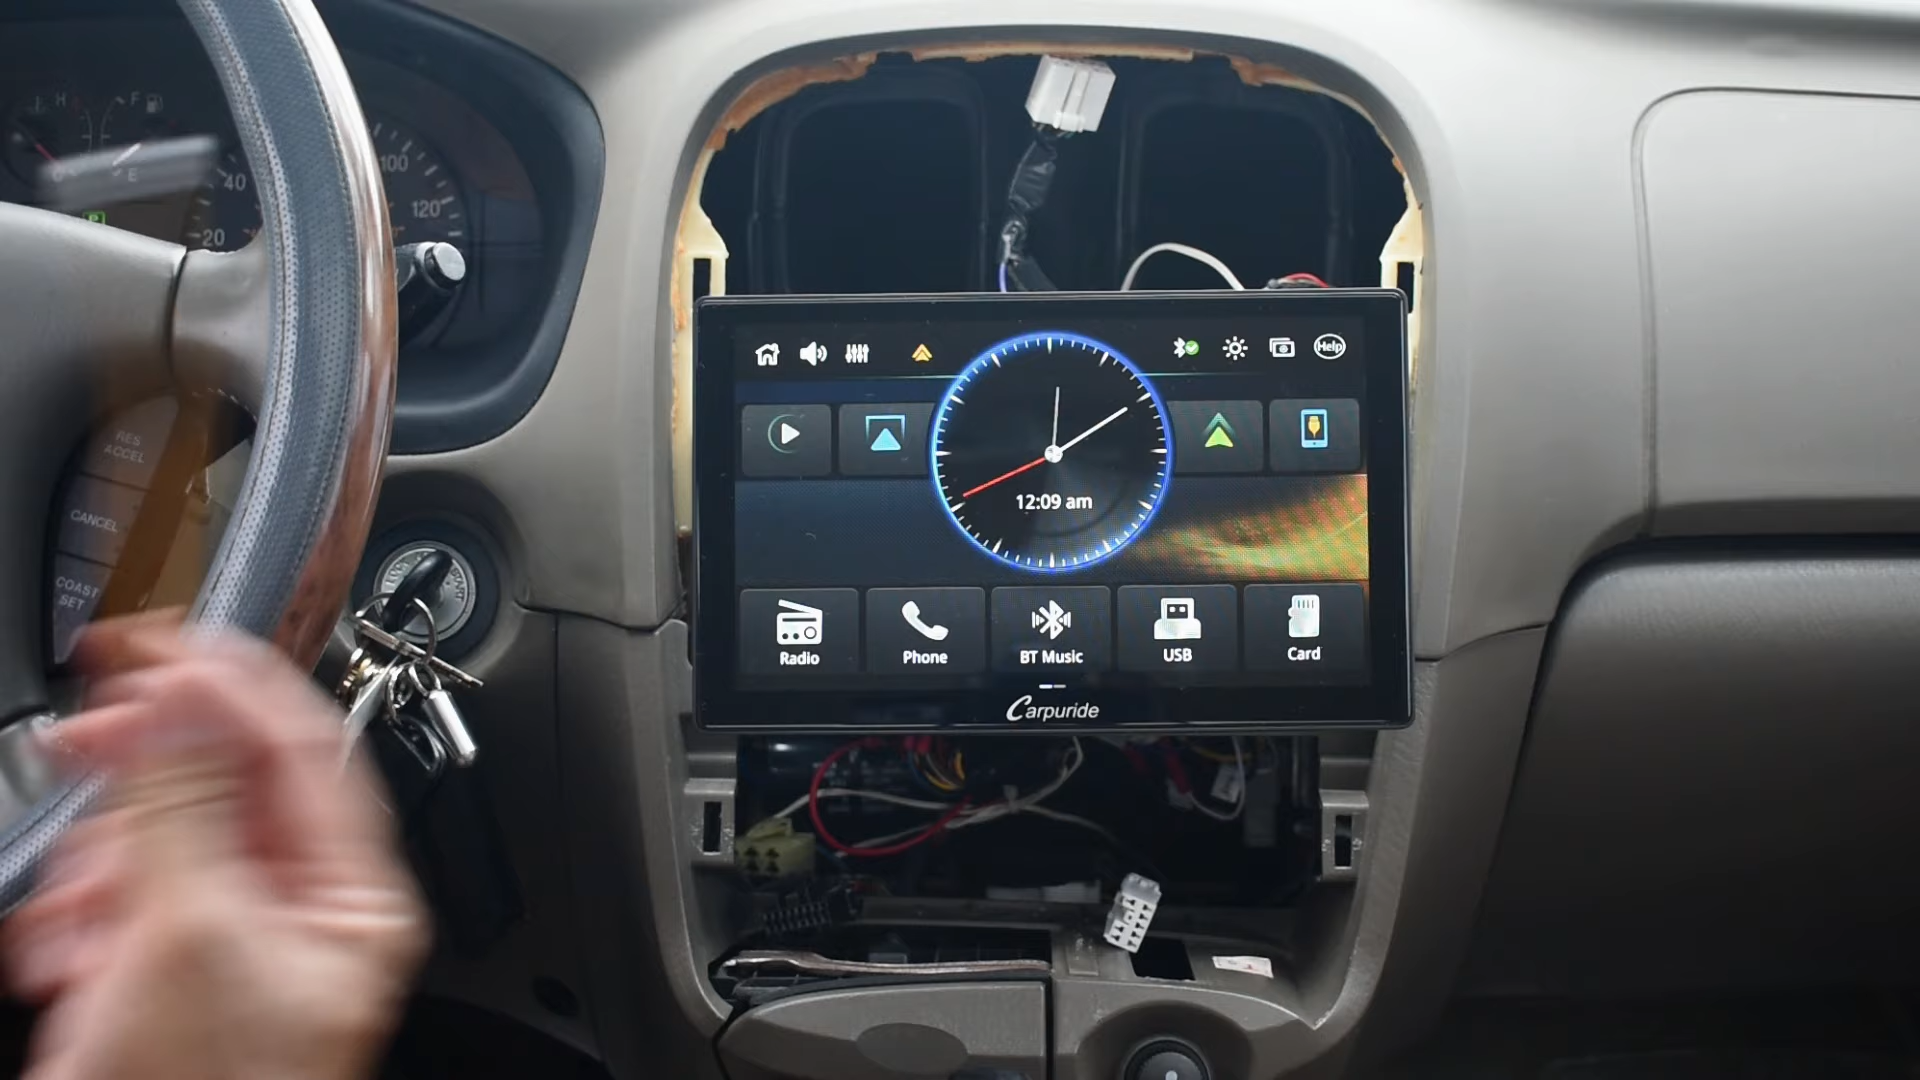 H
F
E
P
20
40
100
120
RES
ACCEL
CANCEL
COAST
SET
START
Help
12:09 am
Radio
Phone
BT Music
USB
Card
Carpuride